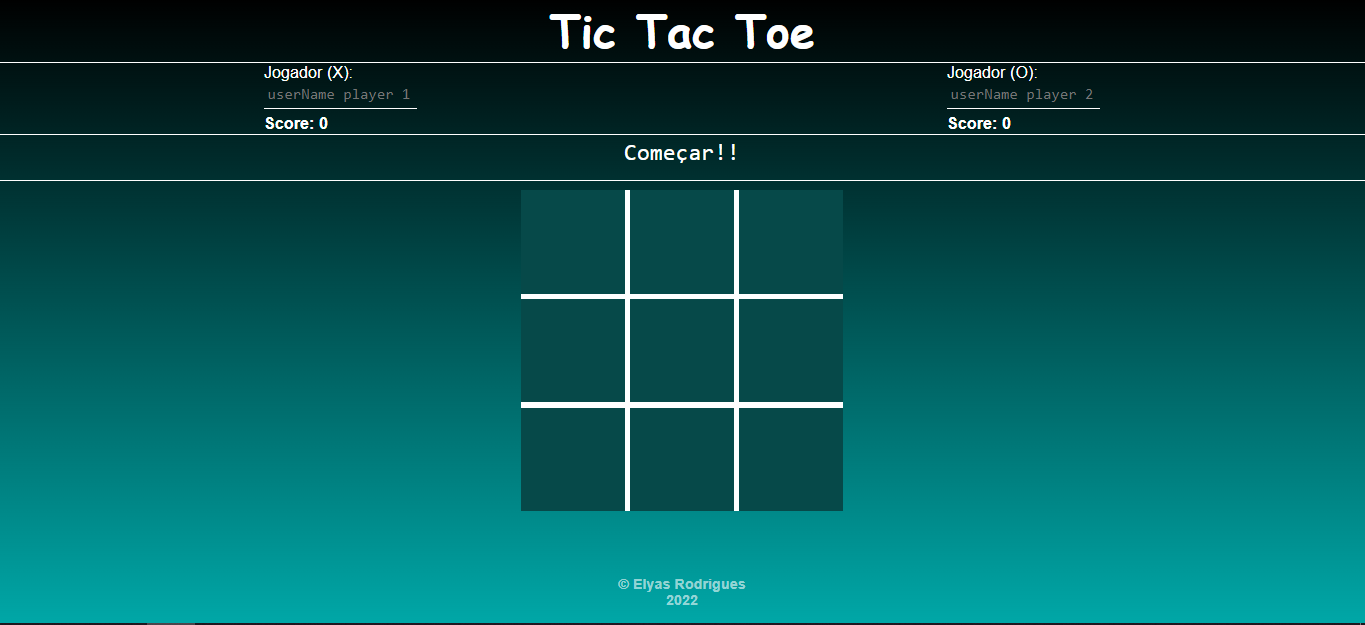 Tic Tac Toe
Jogador (X):
userName player 1
Score: 0
Jogador (O):
userName player 2
Score: 0
Começar!!
© Elyas Rodrigues
2022